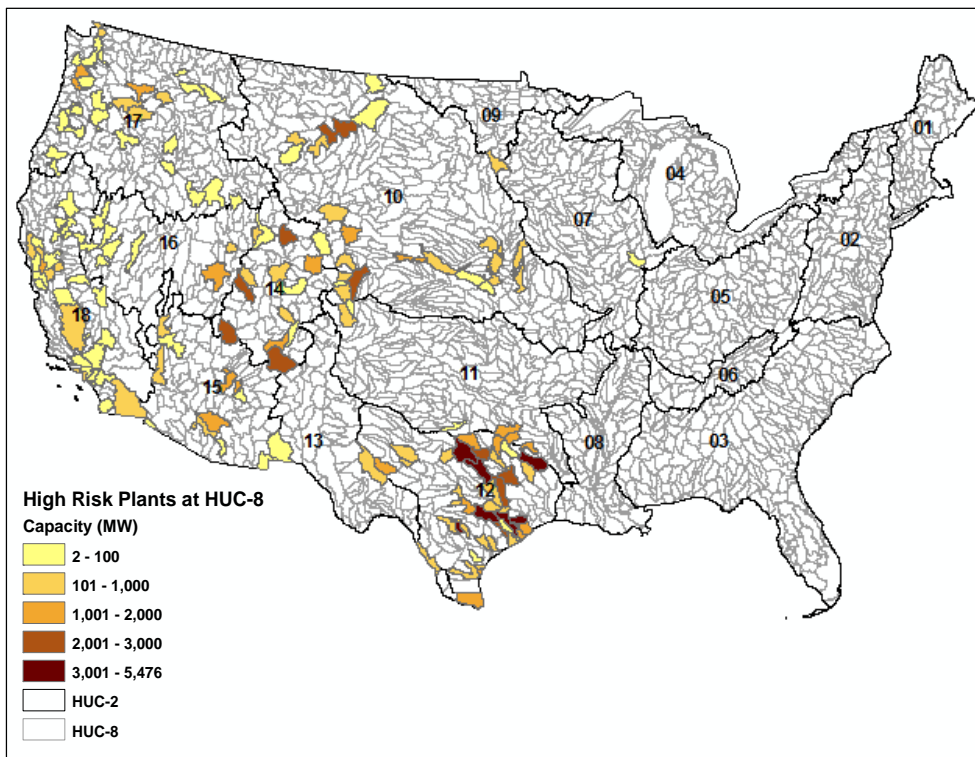 01
09
17
04
10
07
02
16
14
05
18
11
06
15
13
08
03
12
High Risk Plants at HUC-8
Capacity (MW)
2 - 100
101 - 1,000
1,001 - 2,000
2,001 - 3,000
3,001 - 5,476
HUC-2
HUC-8